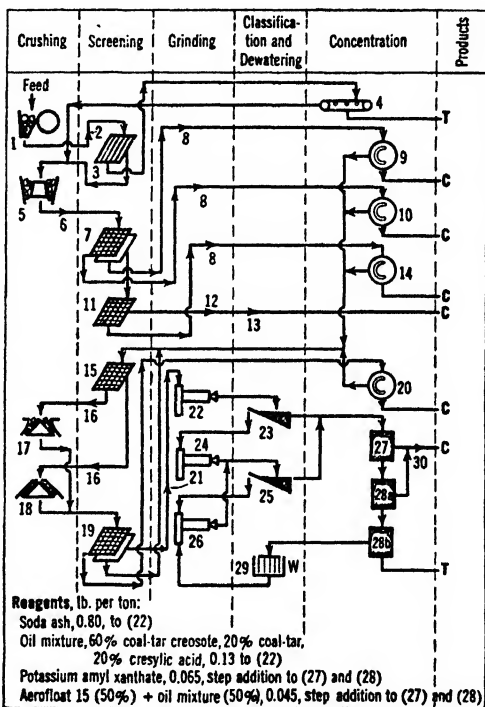 Crushing
Screening
Grinding
Classifica-
tion and
Dewatering
Concentration
Products
Feed
1
2
3
4
T
5
6
7
8
9
C
8
10
C
8
14
C
11
12
13
C
15
16
17
16
18
19
20
C
21
22
23
24
25
26
27
28a
28b
29
W
30
C
T
Reagents, lb. per ton:
Soda ash, 0.80, to (22)
Oil mixture, 60% coal-tar creosote, 20% coal-tar,
20% cresylic acid, 0.13 to (22)
Potassium amyl xanthate, 0.065, step addition to (27) and (28)
Aerofloat 15 (50%) + oil mixture (50%), 0.045, step addition to (27) and (28)